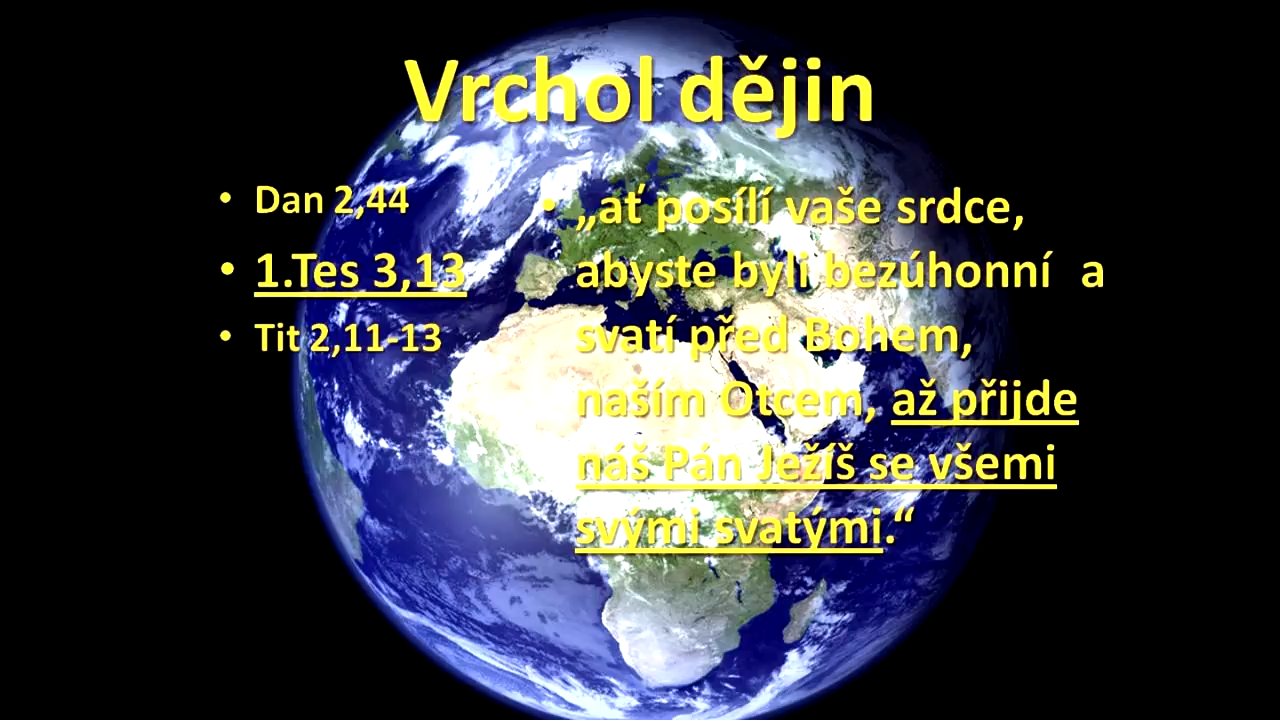 Vrchol dějin
• Dan 2,44
• 1.Tes 3,13
• Tit 2,11-13
• „ať posílí vaše srdce,
abyste byli bezúhonní a
svatí před Bohem,
naším Otcem, až přijde
náš Pán Ježíš se všemi
svými svatými.“